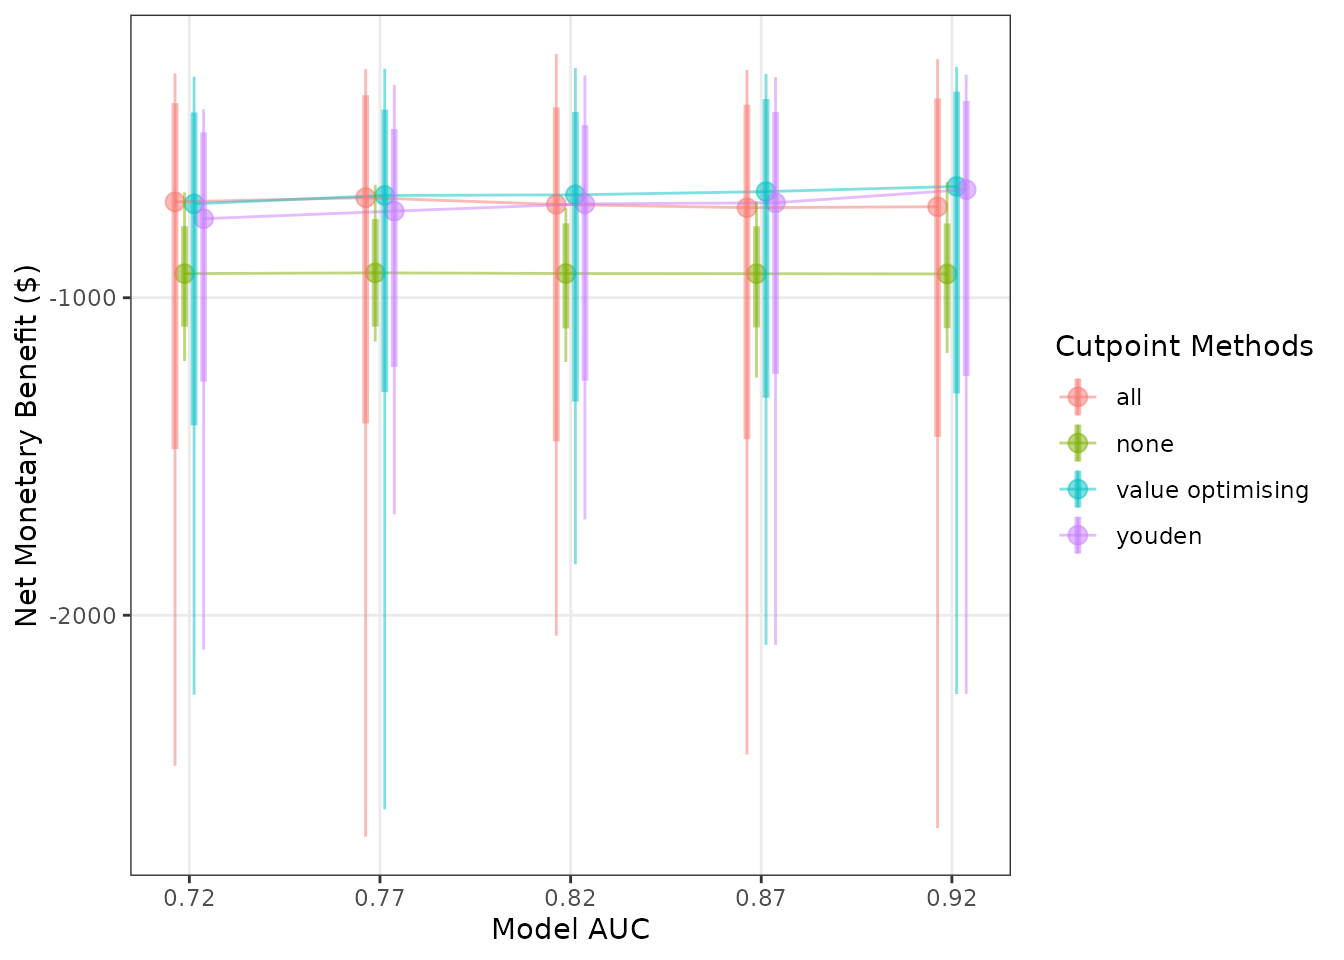 Net Monetary Benefit ($)
-1000
-2000
0.72
0.77
0.82
0.87
0.92
Model AUC
Cutpoint Methods
all
none
value optimising
youden